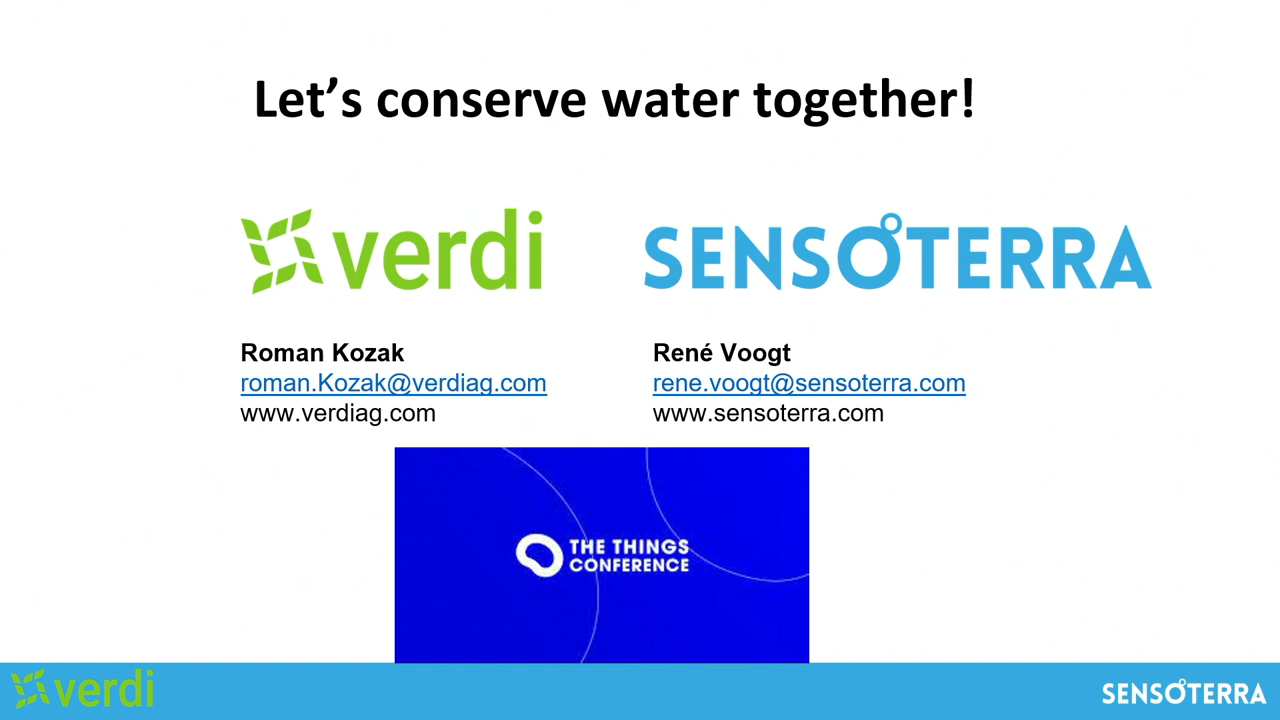 Let’s conserve water together!
verdi
SENSOTERRA
Roman Kozak
roman.Kozak@verdiag.com
www.verdiag.com
René Voogt
rene.voogt@sensoterra.com
www.sensoterra.com
THE THINGS
CONFERENCE
verdi
SENSOTERRA